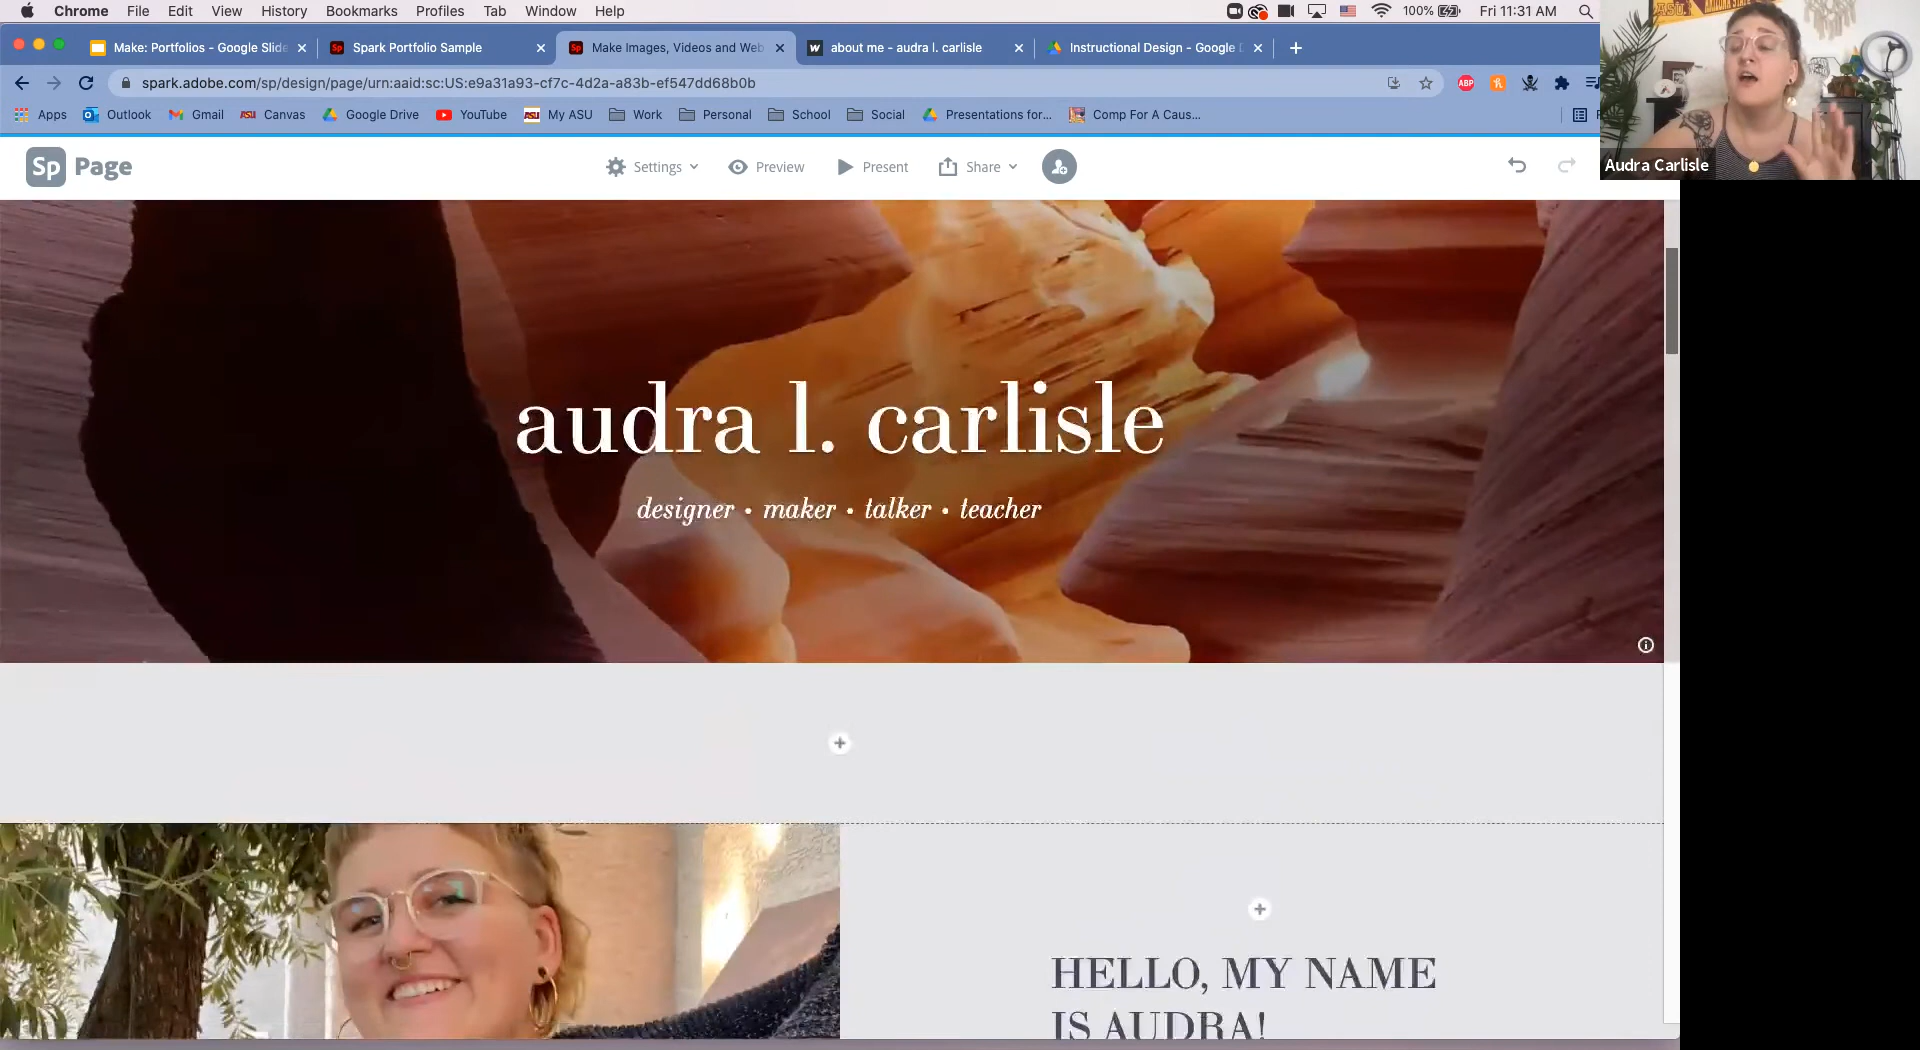 Chrome File Edit View History Bookmarks Profiles Tab Window Help 100% Fri 11:31 AM
Make: Portfolios - Google Slide Spark Portfolio Sample Make Images, Videos and Web about me - audra l. carlisle Instructional Design - Google D
spark.adobe.com/sp/design/page/urn:aaid:sc:US:e9a31a93-cf7c-4d2a-a83b-ef547dd68b0b ABP
Apps Outlook Gmail ASU Canvas Google Drive YouTube ASU My ASU Work Personal School Social Presentations for... Comp For A Caus...
Audra Carlisle
Sp Page Settings Preview Present Share
audra l. carlisle
designer • maker • talker • teacher
HELLO, MY NAME
IS AUDRA!